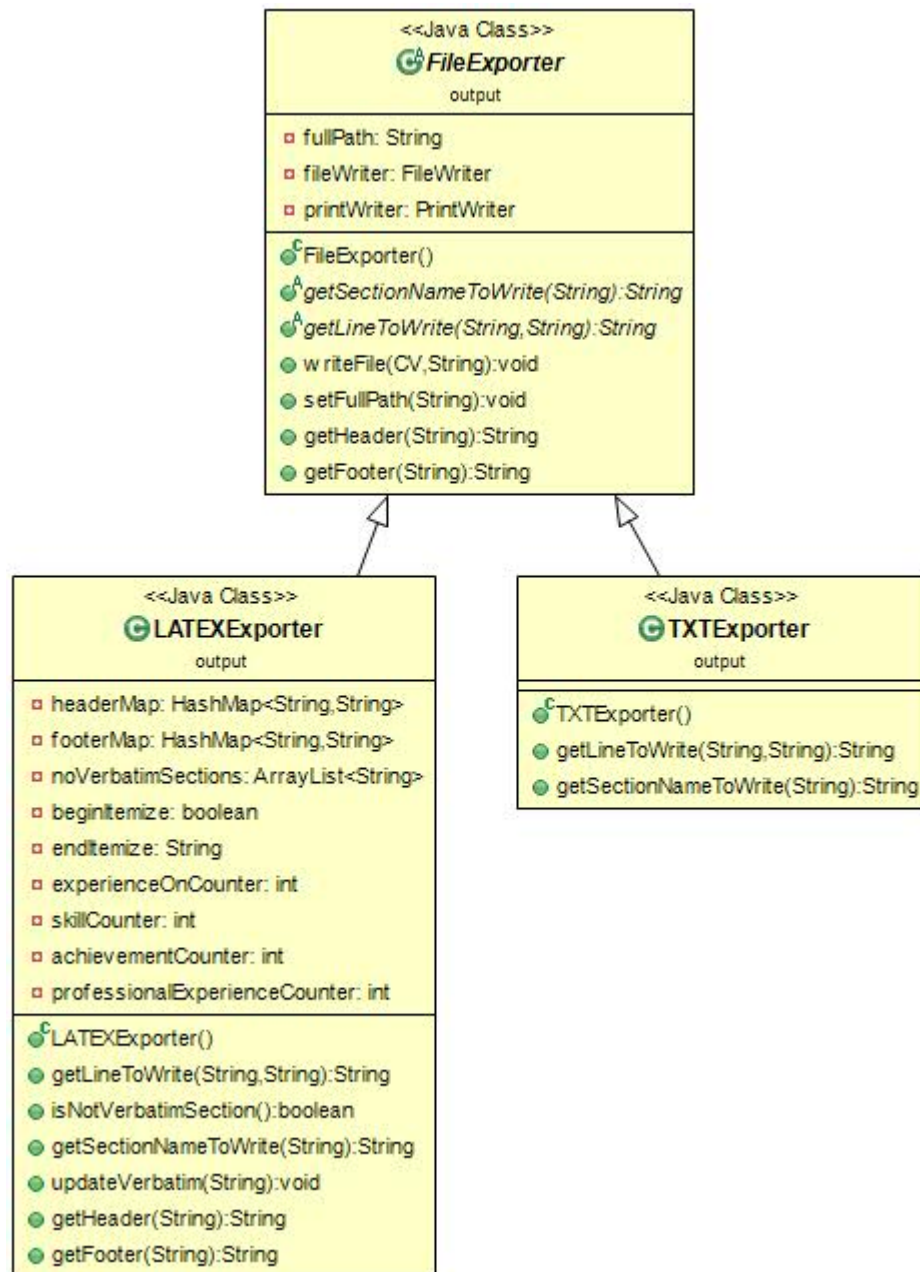 <<Java Class>>
FileExporter
output
fullPath: String
fileWriter: FileWriter
printWriter: PrintWriter
FileExporter()
getSectionNameToWrite(String):String
getLineToWrite(String,String):String
writeFile(CV,String):void
setFullPath(String):void
getHeader(String):String
getFooter(String):String
<<Java Class>>
LATEXExporter
output
headerMap: HashMap<String,String>
footerMap: HashMap<String,String>
noVerbatimSections: ArrayList<String>
beginItemize: boolean
endItemize: String
experienceOnCounter: int
skillCounter: int
achievementCounter: int
professionalExperienceCounter: int
LATEXExporter()
getLineToWrite(String,String):String
isNotVerbatimSection():boolean
getSectionNameToWrite(String):String
updateVerbatim(String):void
getHeader(String):String
getFooter(String):String
<<Java Class>>
TXTExporter
output
TXTExporter()
getLineToWrite(String,String):String
getSectionNameToWrite(String):String